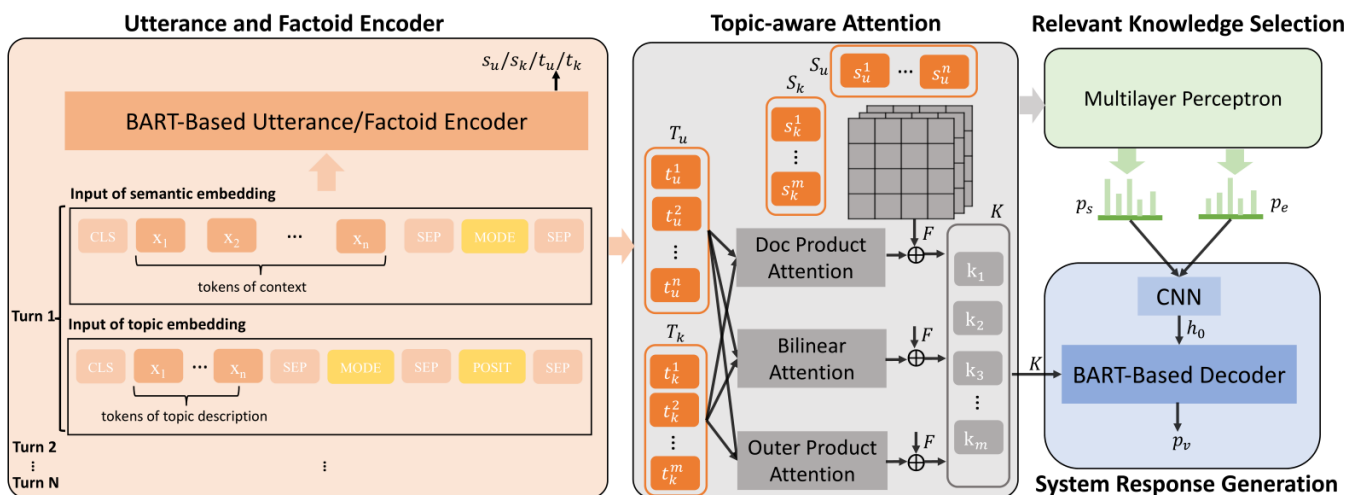 Utterance and Factoid Encoder
s_u/s_k/t_u/t_k
BART-Based Utterance/Factoid Encoder
Input of semantic embedding
CLS x_1 x_2 ... x_n SEP MODE SEP
tokens of context
Turn 1
Input of topic embedding
CLS x_1 ... x_n SEP MODE SEP POSIT SEP
tokens of topic description
Turn 2
⋮ ⋮
Turn N
Topic-aware Attention
S_u s_u^1 ... s_u^n
S_k
s_k^1
⋮
s_k^m
T_u
t_u^1
t_u^2
⋮
t_u^n
T_k
t_k^1
t_k^2
⋮
t_k^m
Doc Product
Attention
F
Bilinear
Attention
F
Outer Product
Attention
F
K
k_1
k_2
k_3
⋮
k_m
Relevant Knowledge Selection
Multilayer Perceptron
p_s p_e
CNN
h_0
K
BART-Based Decoder
p_v
System Response Generation